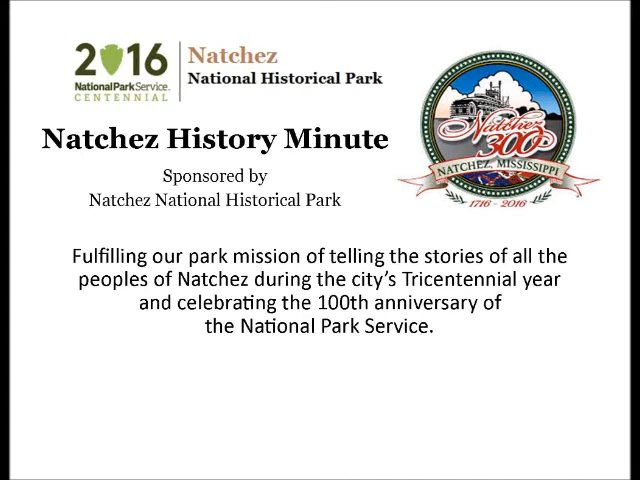 2016
National Park Service
CENTENNIAL
Natchez
National Historical Park
Natchez History Minute
Sponsored by
Natchez National Historical Park
Natchez
300
NATCHEZ, MISSISSIPPI
1716 - 2016
Fulfilling our park mission of telling the stories of all the
peoples of Natchez during the city's Tricentennial year
and celebrating the 100th anniversary of
the National Park Service.